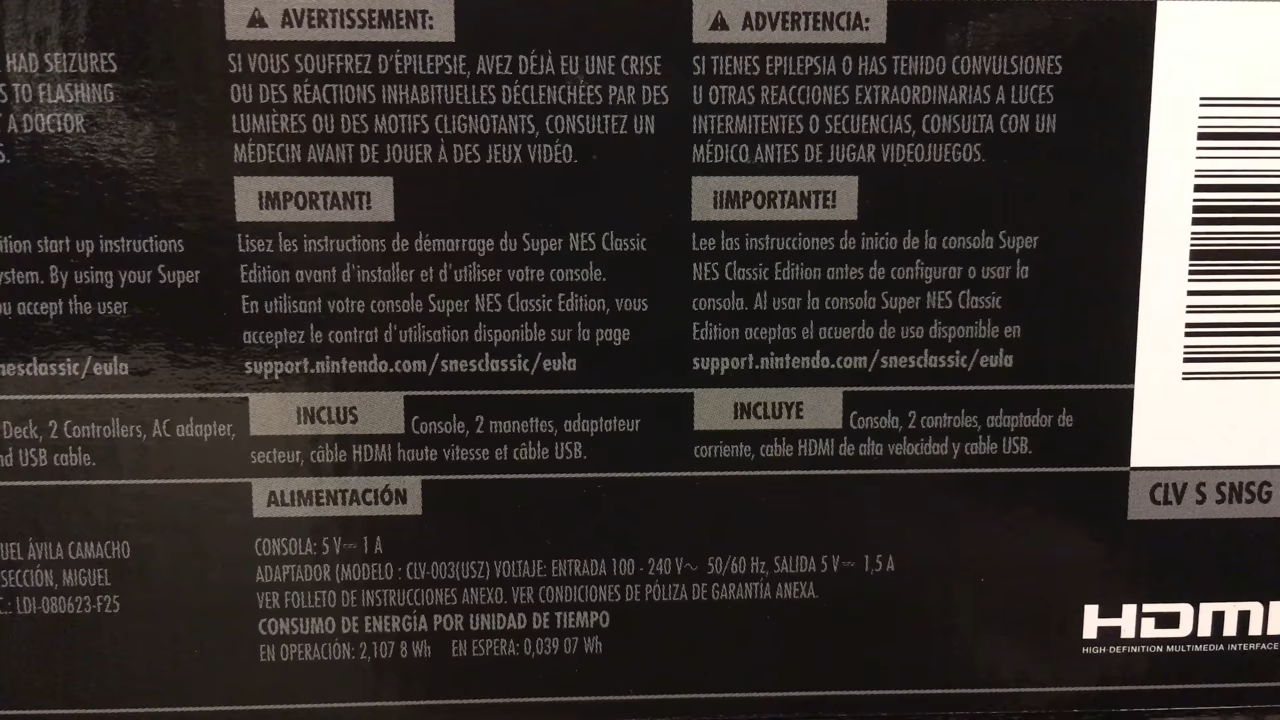 HAD SEIZURES
S TO FLASHING
A DOCTOR
S.
ition start up instructions
ystem. By using your Super
ou accept the user
nesclassic/eula
Deck, 2 Controllers, AC adapter,
nd USB cable.
UEL ÁVILA CAMACHO
SECCIÓN, MIGUEL
C.: LDI-080623-F25
AVERTISSEMENT:
SI VOUS SOUFFREZ D'ÉPILEPSIE, AVEZ DÉJÀ EU UNE CRISE
OU DES RÉACTIONS INHABITUELLES DÉCLENCHÉES PAR DES
LUMIÈRES OU DES MOTIFS CLIGNOTANTS, CONSULTEZ UN
MÉDECIN AVANT DE JOUER À DES JEUX VIDÉO.
IMPORTANT!
Lisez les instructions de démarrage du Super NES Classic
Edition avant d'installer et d'utiliser votre console.
En utilisant votre console Super NES Classic Edition, vous
acceptez le contrat d'utilisation disponible sur la page
support.nintendo.com/snesclassic/eula
INCLUS Console, 2 manettes, adaptateur
secteur, câble HDMI haute vitesse et câble USB.
ADVERTENCIA:
SI TIENES EPILEPSIA O HAS TENIDO CONVULSIONES
U OTRAS REACCIONES EXTRAORDINARIAS A LUCES
INTERMITENTES O SECUENCIAS, CONSULTA CON UN
MÉDICO ANTES DE JUGAR VIDEOJUEGOS.
¡IMPORTANTE!
Lee las instrucciones de inicio de la consola Super
NES Classic Edition antes de configurar o usar la
consola. Al usar la consola Super NES Classic
Edition aceptas el acuerdo de uso disponible en
support.nintendo.com/snesclassic/eula
INCLUYE Consola, 2 controles, adaptador de
corriente, cable HDMI de alta velocidad y cable USB.
ALIMENTACIÓN
CONSOLA: 5 V⎓ 1 A
ADAPTADOR (MODELO : CLV-003(USZ) VOLTAJE: ENTRADA 100 - 240 V~ 50/60 Hz, SALIDA 5 V⎓ 1,5 A
VER FOLLETO DE INSTRUCCIONES ANEXO. VER CONDICIONES DE PÓLIZA DE GARANTÍA ANEXA.
CONSUMO DE ENERGÍA POR UNIDAD DE TIEMPO
EN OPERACIÓN: 2,107 8 Wh EN ESPERA: 0,039 07 Wh
CLV S SNSG
HDMI
HIGH-DEFINITION MULTIMEDIA INTERFACE